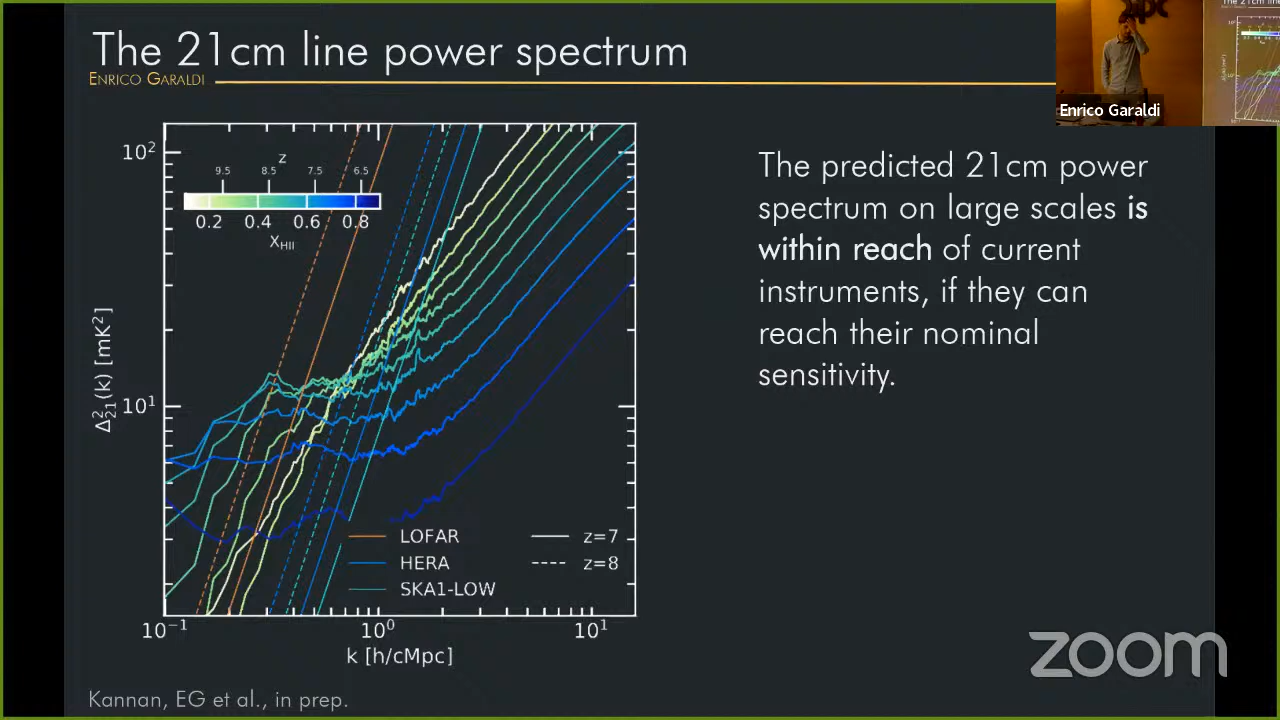 The 21cm line power spectrum
ENRICO GARALDI
Enrico Garaldi
10²
z
9.5 8.5 7.5 6.5
0.2 0.4 0.6 0.8
X_HII
Δ²₂₁(k) [mK²]
10¹
LOFAR z=7
HERA z=8
SKA1-LOW
10⁻¹ 10⁰ 10¹
k [h/cMpc]
The predicted 21cm power
spectrum on large scales is
within reach of current
instruments, if they can
reach their nominal
sensitivity.
Kannan, EG et al., in prep.
zoom